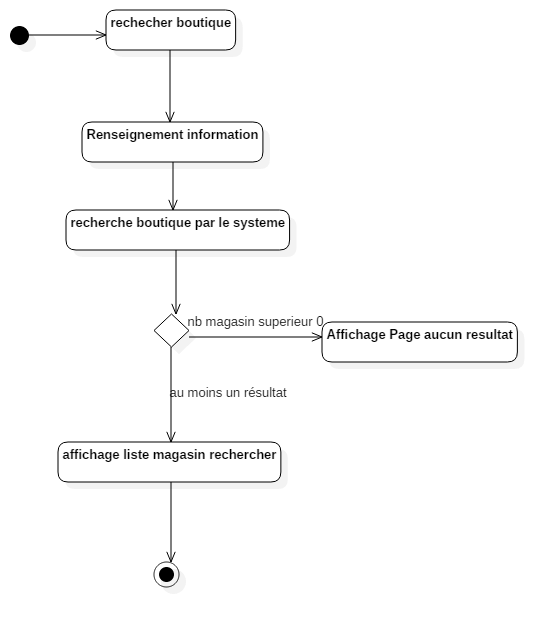 rechecher boutique
Renseignement information
recherche boutique par le systeme
nb magasin superieur 0
Affichage Page aucun resultat
au moins un résultat
affichage liste magasin rechercher